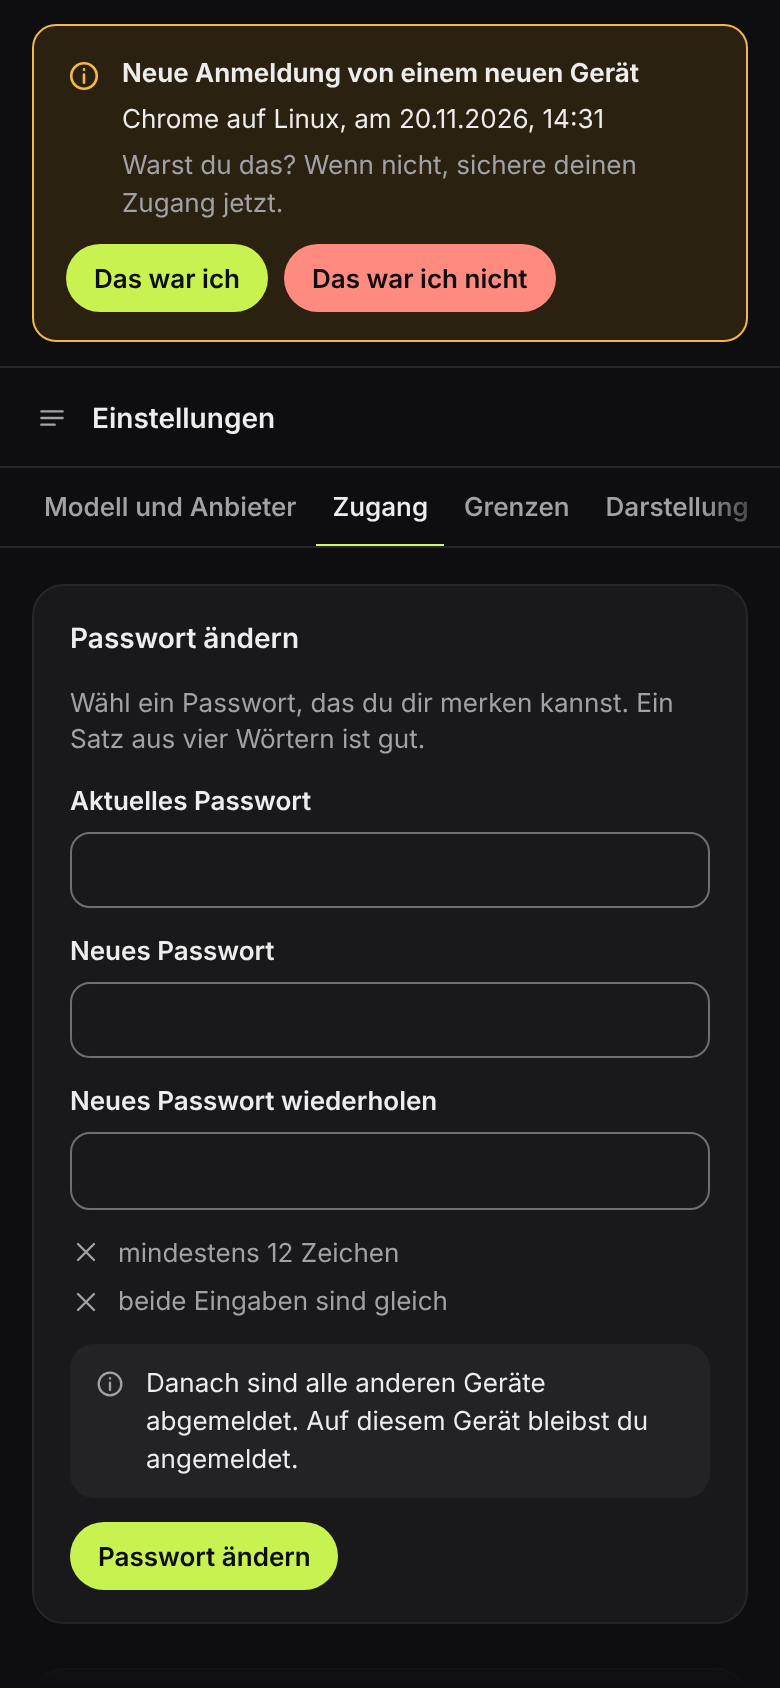 Neue Anmeldung von einem neuen Gerät
Chrome auf Linux, am 20.11.2026, 14:31
Warst du das? Wenn nicht, sichere deinen
Zugang jetzt.
Das war ich
Das war ich nicht
Einstellungen
Modell und Anbieter
Zugang
Grenzen
Darstellung
Passwort ändern
Wähl ein Passwort, das du dir merken kannst. Ein
Satz aus vier Wörtern ist gut.
Aktuelles Passwort
Neues Passwort
Neues Passwort wiederholen
mindestens 12 Zeichen
beide Eingaben sind gleich
Danach sind alle anderen Geräte
abgemeldet. Auf diesem Gerät bleibst du
angemeldet.
Passwort ändern